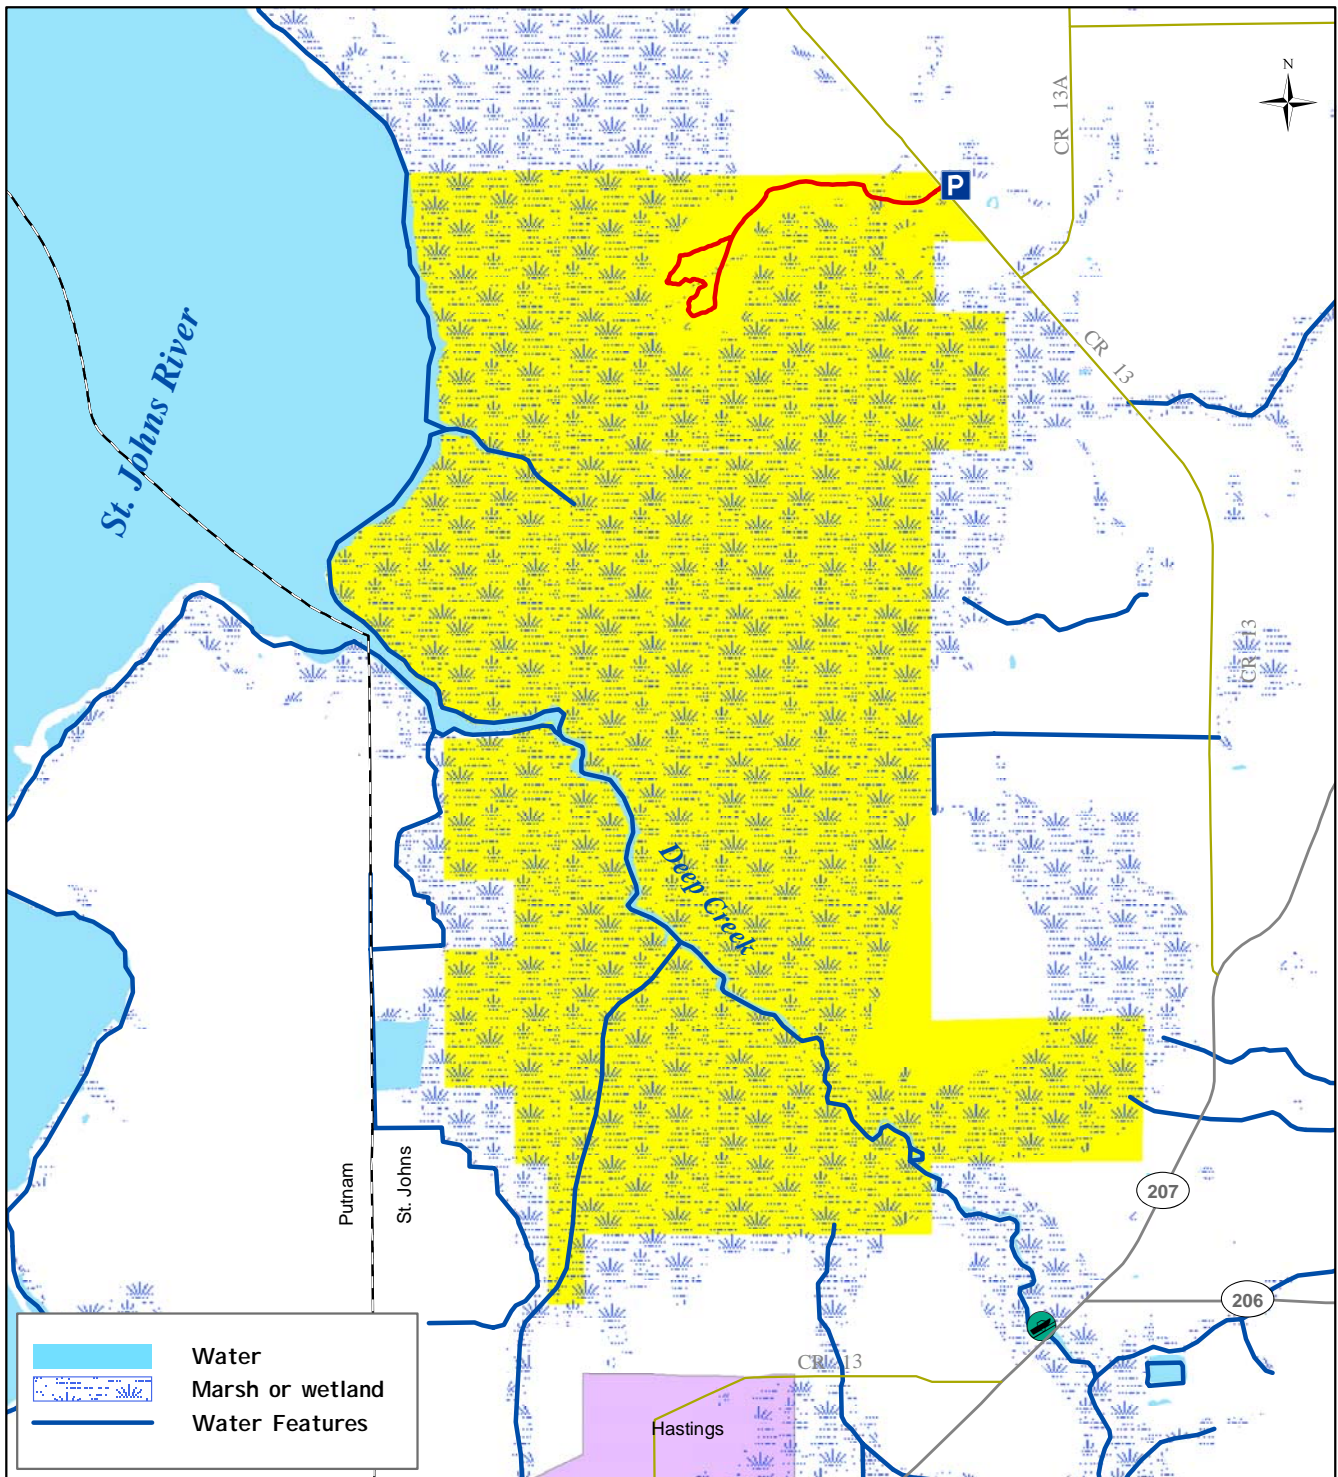 N
CR 13A
P
CR 13
St. Johns River
CR 13
Deep Creek
Putnam
St. Johns
207
206
CR 13
Hastings
Water
Marsh or wetland
Water Features